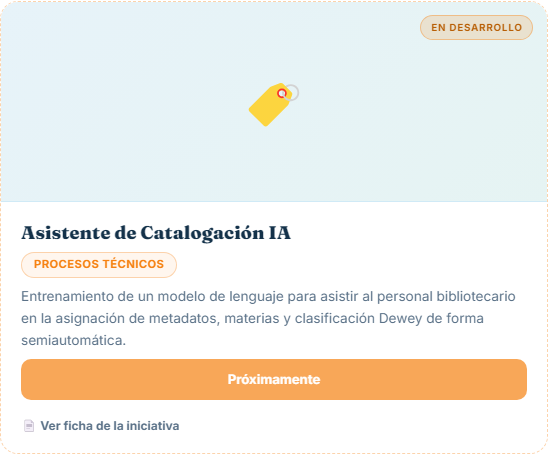 EN DESARROLLO
Asistente de Catalogación IA
PROCESOS TÉCNICOS
Entrenamiento de un modelo de lenguaje para asistir al personal bibliotecario
en la asignación de metadatos, materias y clasificación Dewey de forma
semiautomática.
Próximamente
Ver ficha de la iniciativa